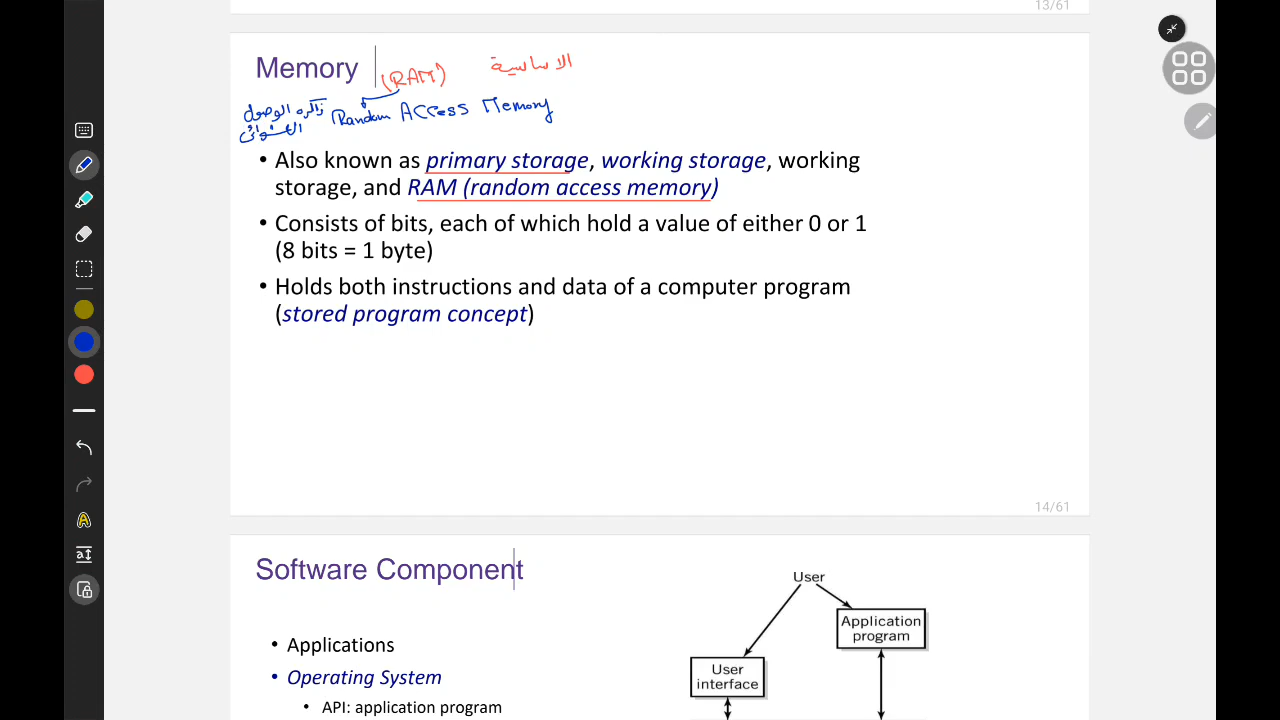 13/61
Memory
(RAM)
الاساسية
ذاكره الوصول
العشوائي
Random Access Memory
• Also known as primary storage, working storage, working
storage, and RAM (random access memory)
• Consists of bits, each of which hold a value of either 0 or 1
(8 bits = 1 byte)
• Holds both instructions and data of a computer program
(stored program concept)
14/61
Software Component
• Applications
• Operating System
• API: application program
User
Application
program
User
interface